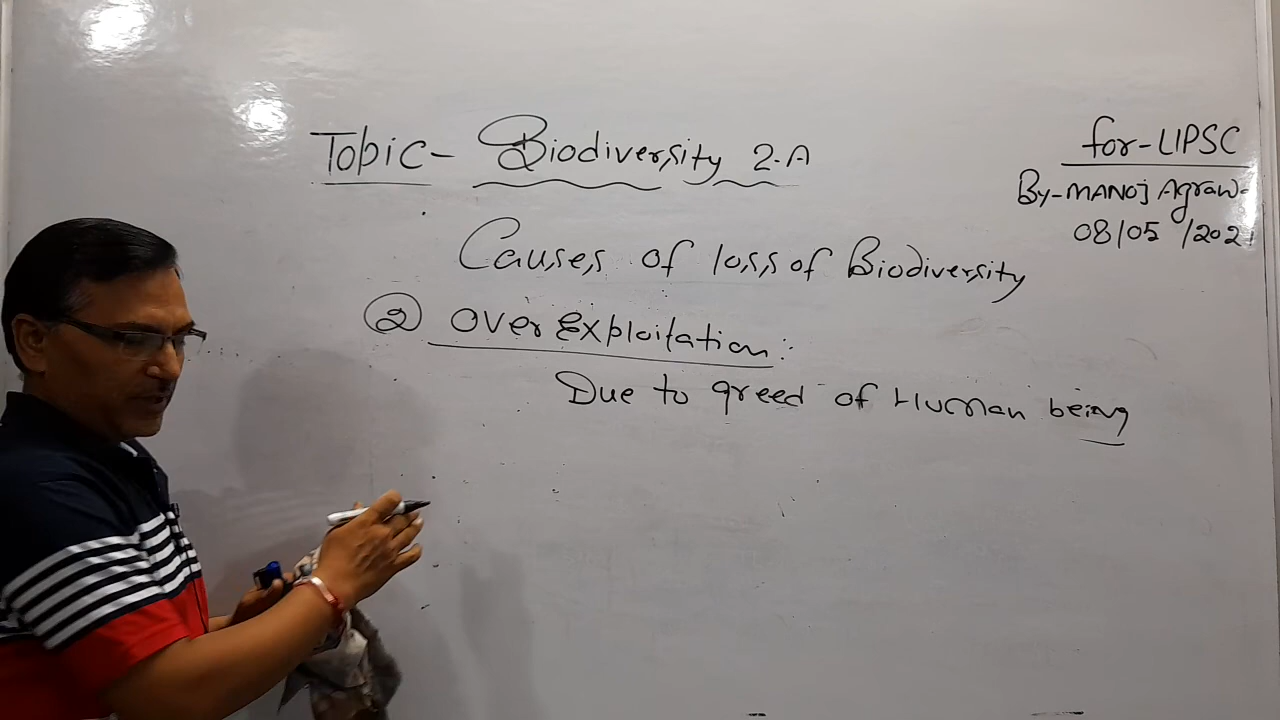 Topic- Biodiversity 2.A
for-UPSC
By-MANOJ Agraw
08/05/202
Causes of loss of Biodiversity
② Over Exploitation:
Due to greed of Human being